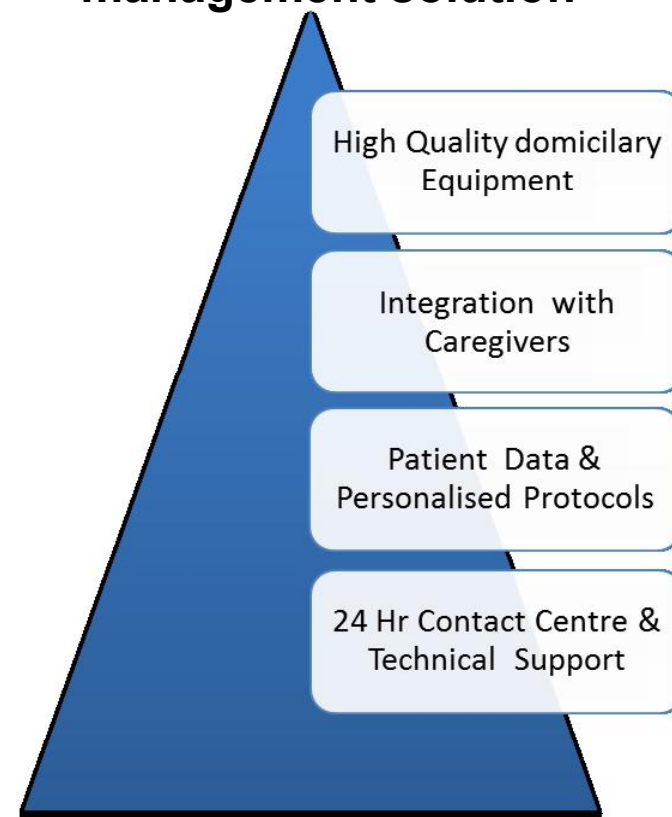 management solution
High Quality domicilary
Equipment
Integration with
Caregivers
Patient Data &
Personalised Protocols
24 Hr Contact Centre &
Technical Support